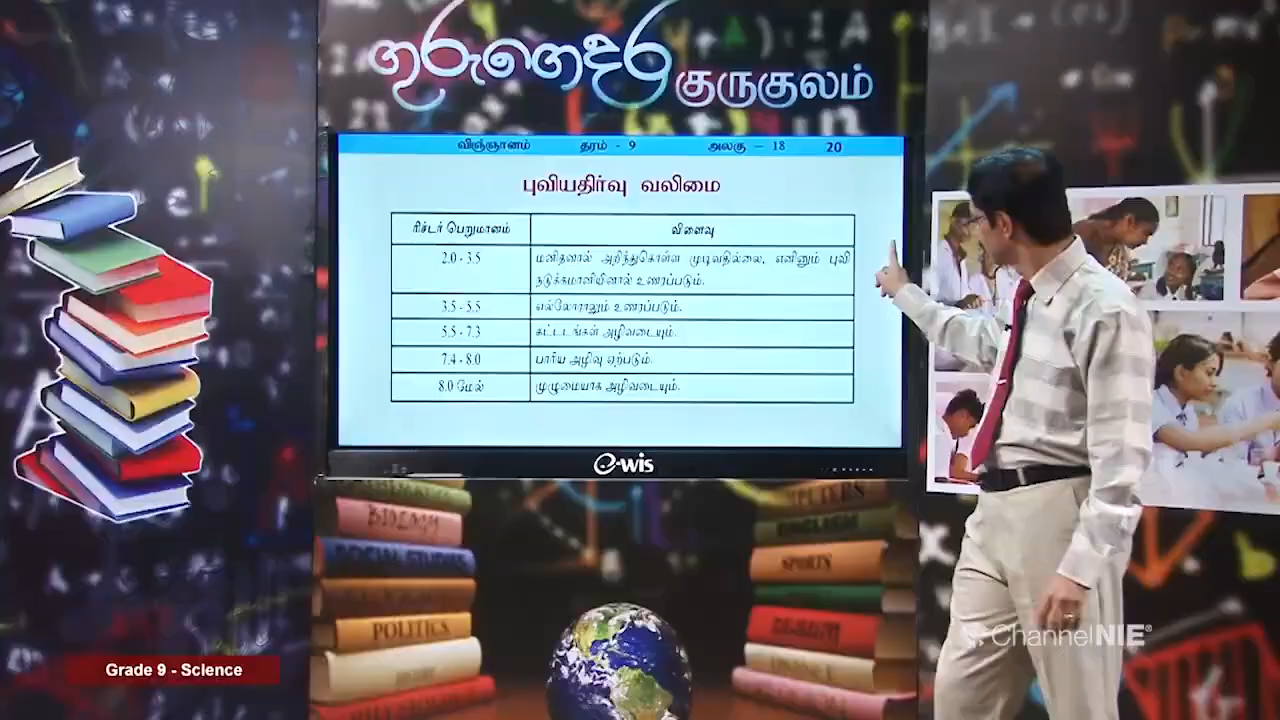 குருகெதர குருகுலம்
விஞ்ஞானம் தரம் - 9 அலகு – 18 20
புவியதிர்வு வலிமை
ரிச்டர் பெறுமானம் விளைவு
2.0 - 3.5 மனிதனால் அறிந்துகொள்ள முடிவதில்லை, எனினும் புவி
நடுக்கமானியினால் உணரப்படும்.
3.5 - 5.5 எல்லோராலும் உணரப்படும்.
5.5 - 7.3 கட்டடங்கள் அழிவடையும்.
7.4 - 8.0 பாரிய அழிவு ஏற்படும்.
8.0 மேல் முழுமையாக அழிவடையும்.
e-wis
BIOLOGY
SOCIAL STUDIES
POLITICS
ENGLISH
SPORTS
ChannelNIE®
Grade 9 - Science